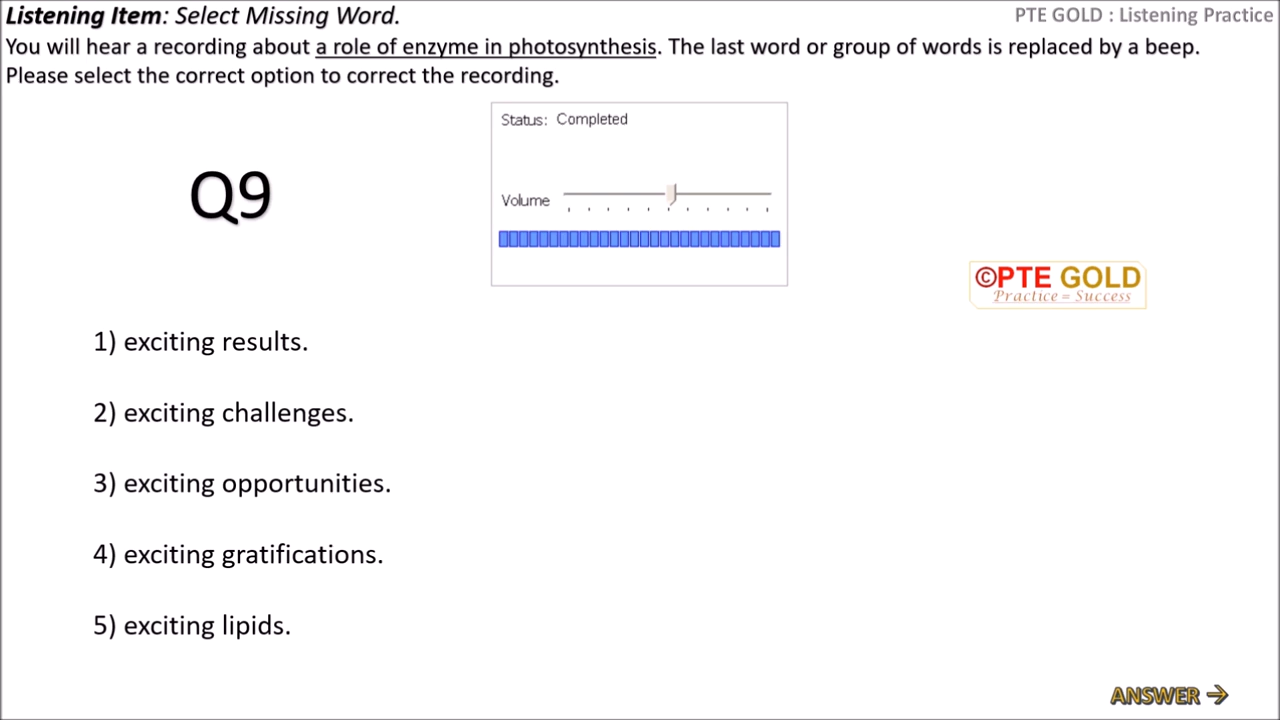 Listening Item: Select Missing Word.
PTE GOLD : Listening Practice
You will hear a recording about a role of enzyme in photosynthesis. The last word or group of words is replaced by a beep.
Please select the correct option to correct the recording.
Status: Completed
Q9
Volume
©PTE GOLD
Practice = Success
1) exciting results.
2) exciting challenges.
3) exciting opportunities.
4) exciting gratifications.
5) exciting lipids.
ANSWER →